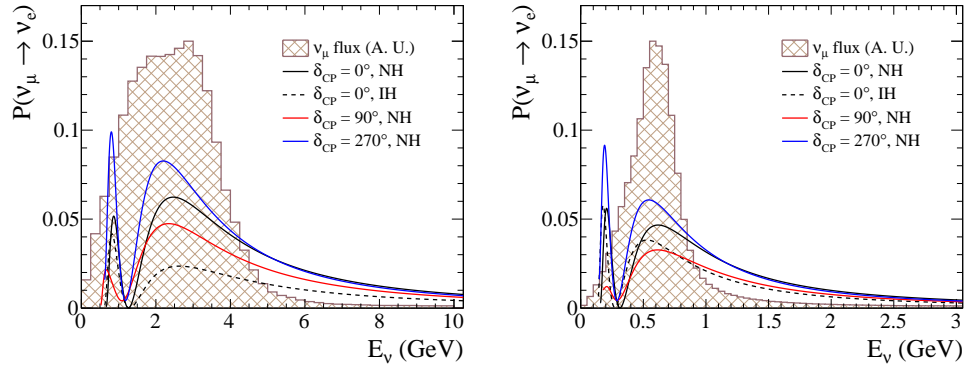 P(ν_μ → ν_e)
0.15
0.1
0.05
0
ν_μ flux (A. U.)
δ_CP = 0°, NH
δ_CP = 0°, IH
δ_CP = 90°, NH
δ_CP = 270°, NH
0 2 4 6 8 10
E_ν (GeV)
P(ν_μ → ν_e)
0.15
0.1
0.05
0
ν_μ flux (A. U.)
δ_CP = 0°, NH
δ_CP = 0°, IH
δ_CP = 90°, NH
δ_CP = 270°, NH
0 0.5 1 1.5 2 2.5 3
E_ν (GeV)